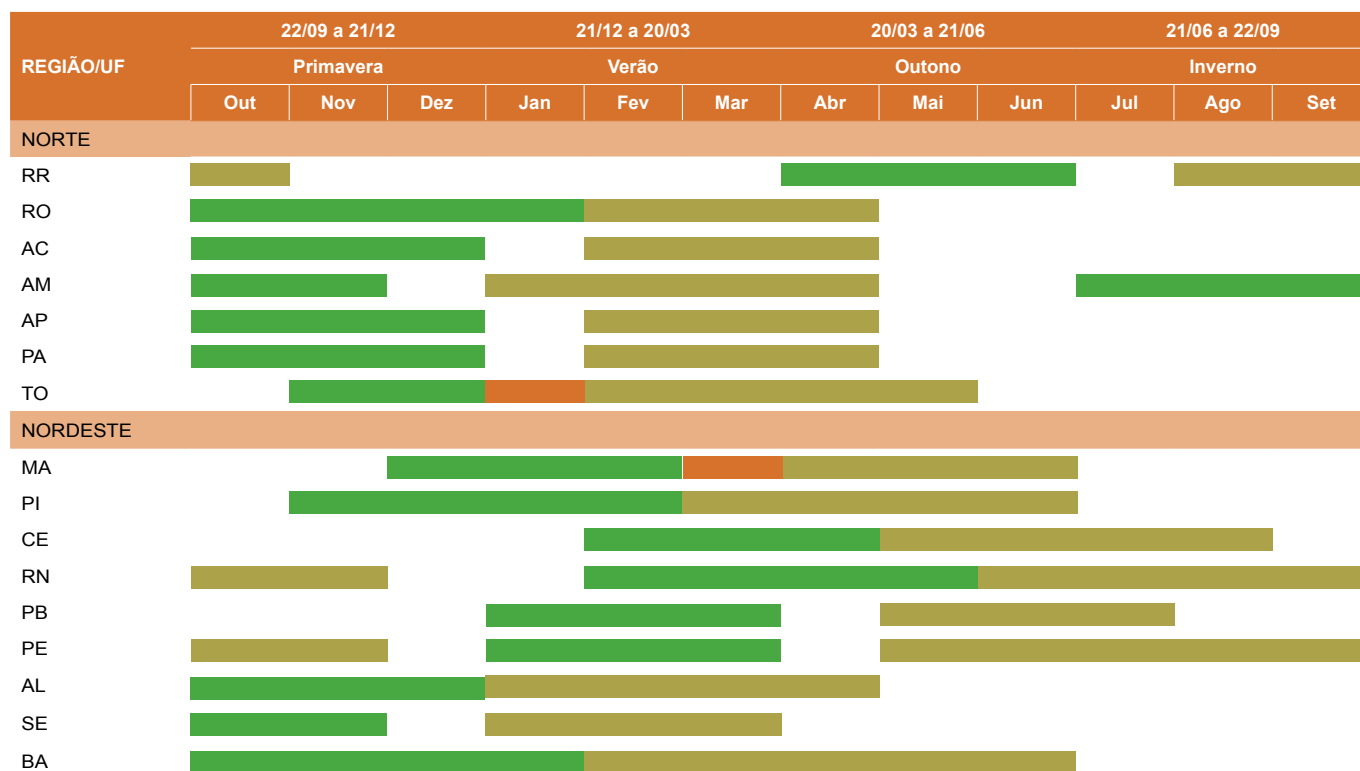 22/09 a 21/12 21/12 a 20/03 20/03 a 21/06 21/06 a 22/09
REGIÃO/UF Primavera Verão Outono Inverno
Out Nov Dez Jan Fev Mar Abr Mai Jun Jul Ago Set
NORTE
RR
RO
AC
AM
AP
PA
TO
NORDESTE
MA
PI
CE
RN
PB
PE
AL
SE
BA